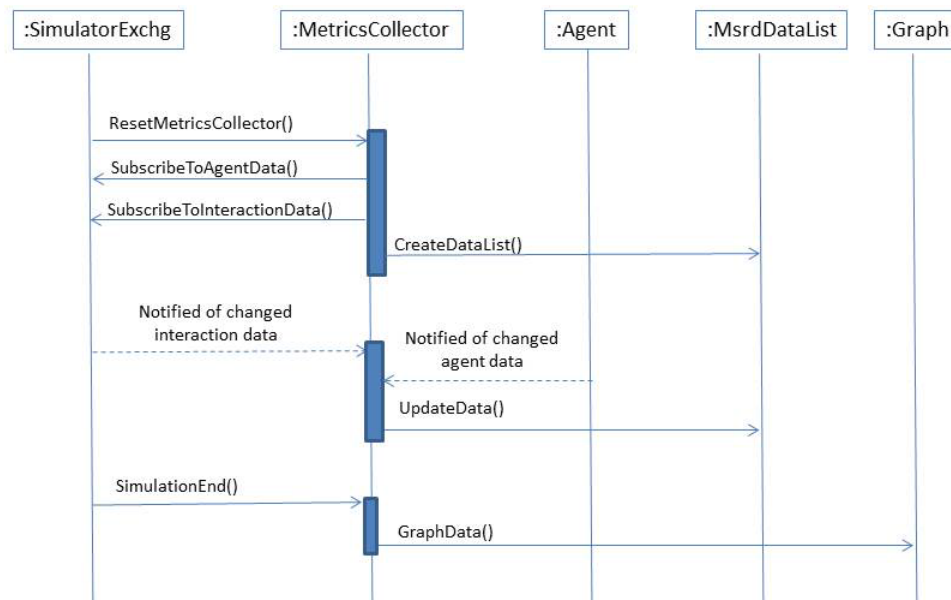 :SimulatorExchg
:MetricsCollector
:Agent
:MsrdDataList
:Graph
ResetMetricsCollector()
SubscribeToAgentData()
SubscribeToInteractionData()
CreateDataList()
Notified of changed
interaction data
Notified of changed
agent data
UpdateData()
SimulationEnd()
GraphData()